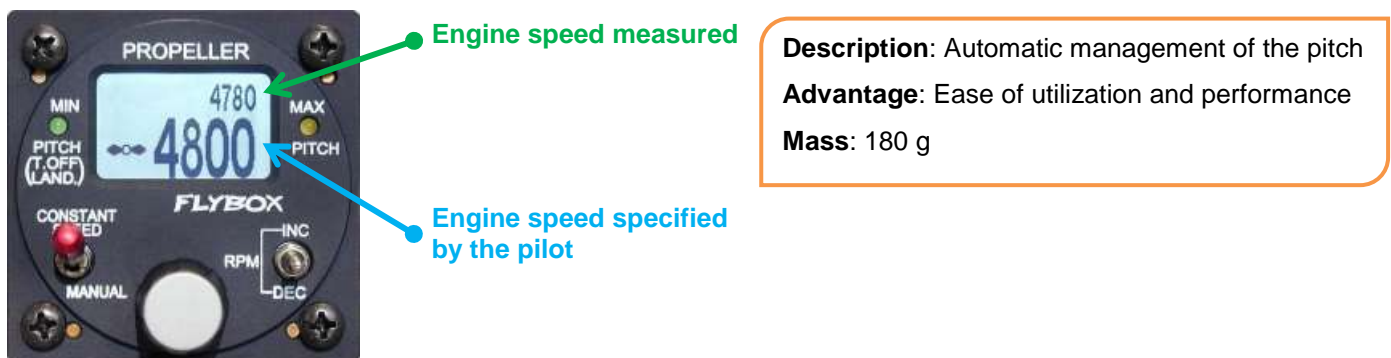 PROPELLER
4780
4800
MIN
PITCH
(T.OFF)
(LAND.)
MAX
PITCH
FLYBOX
CONSTANT
SPEED
MANUAL
RPM
INC
DEC
Engine speed measured
Engine speed specified
by the pilot
Description: Automatic management of the pitch
Advantage: Ease of utilization and performance
Mass: 180 g